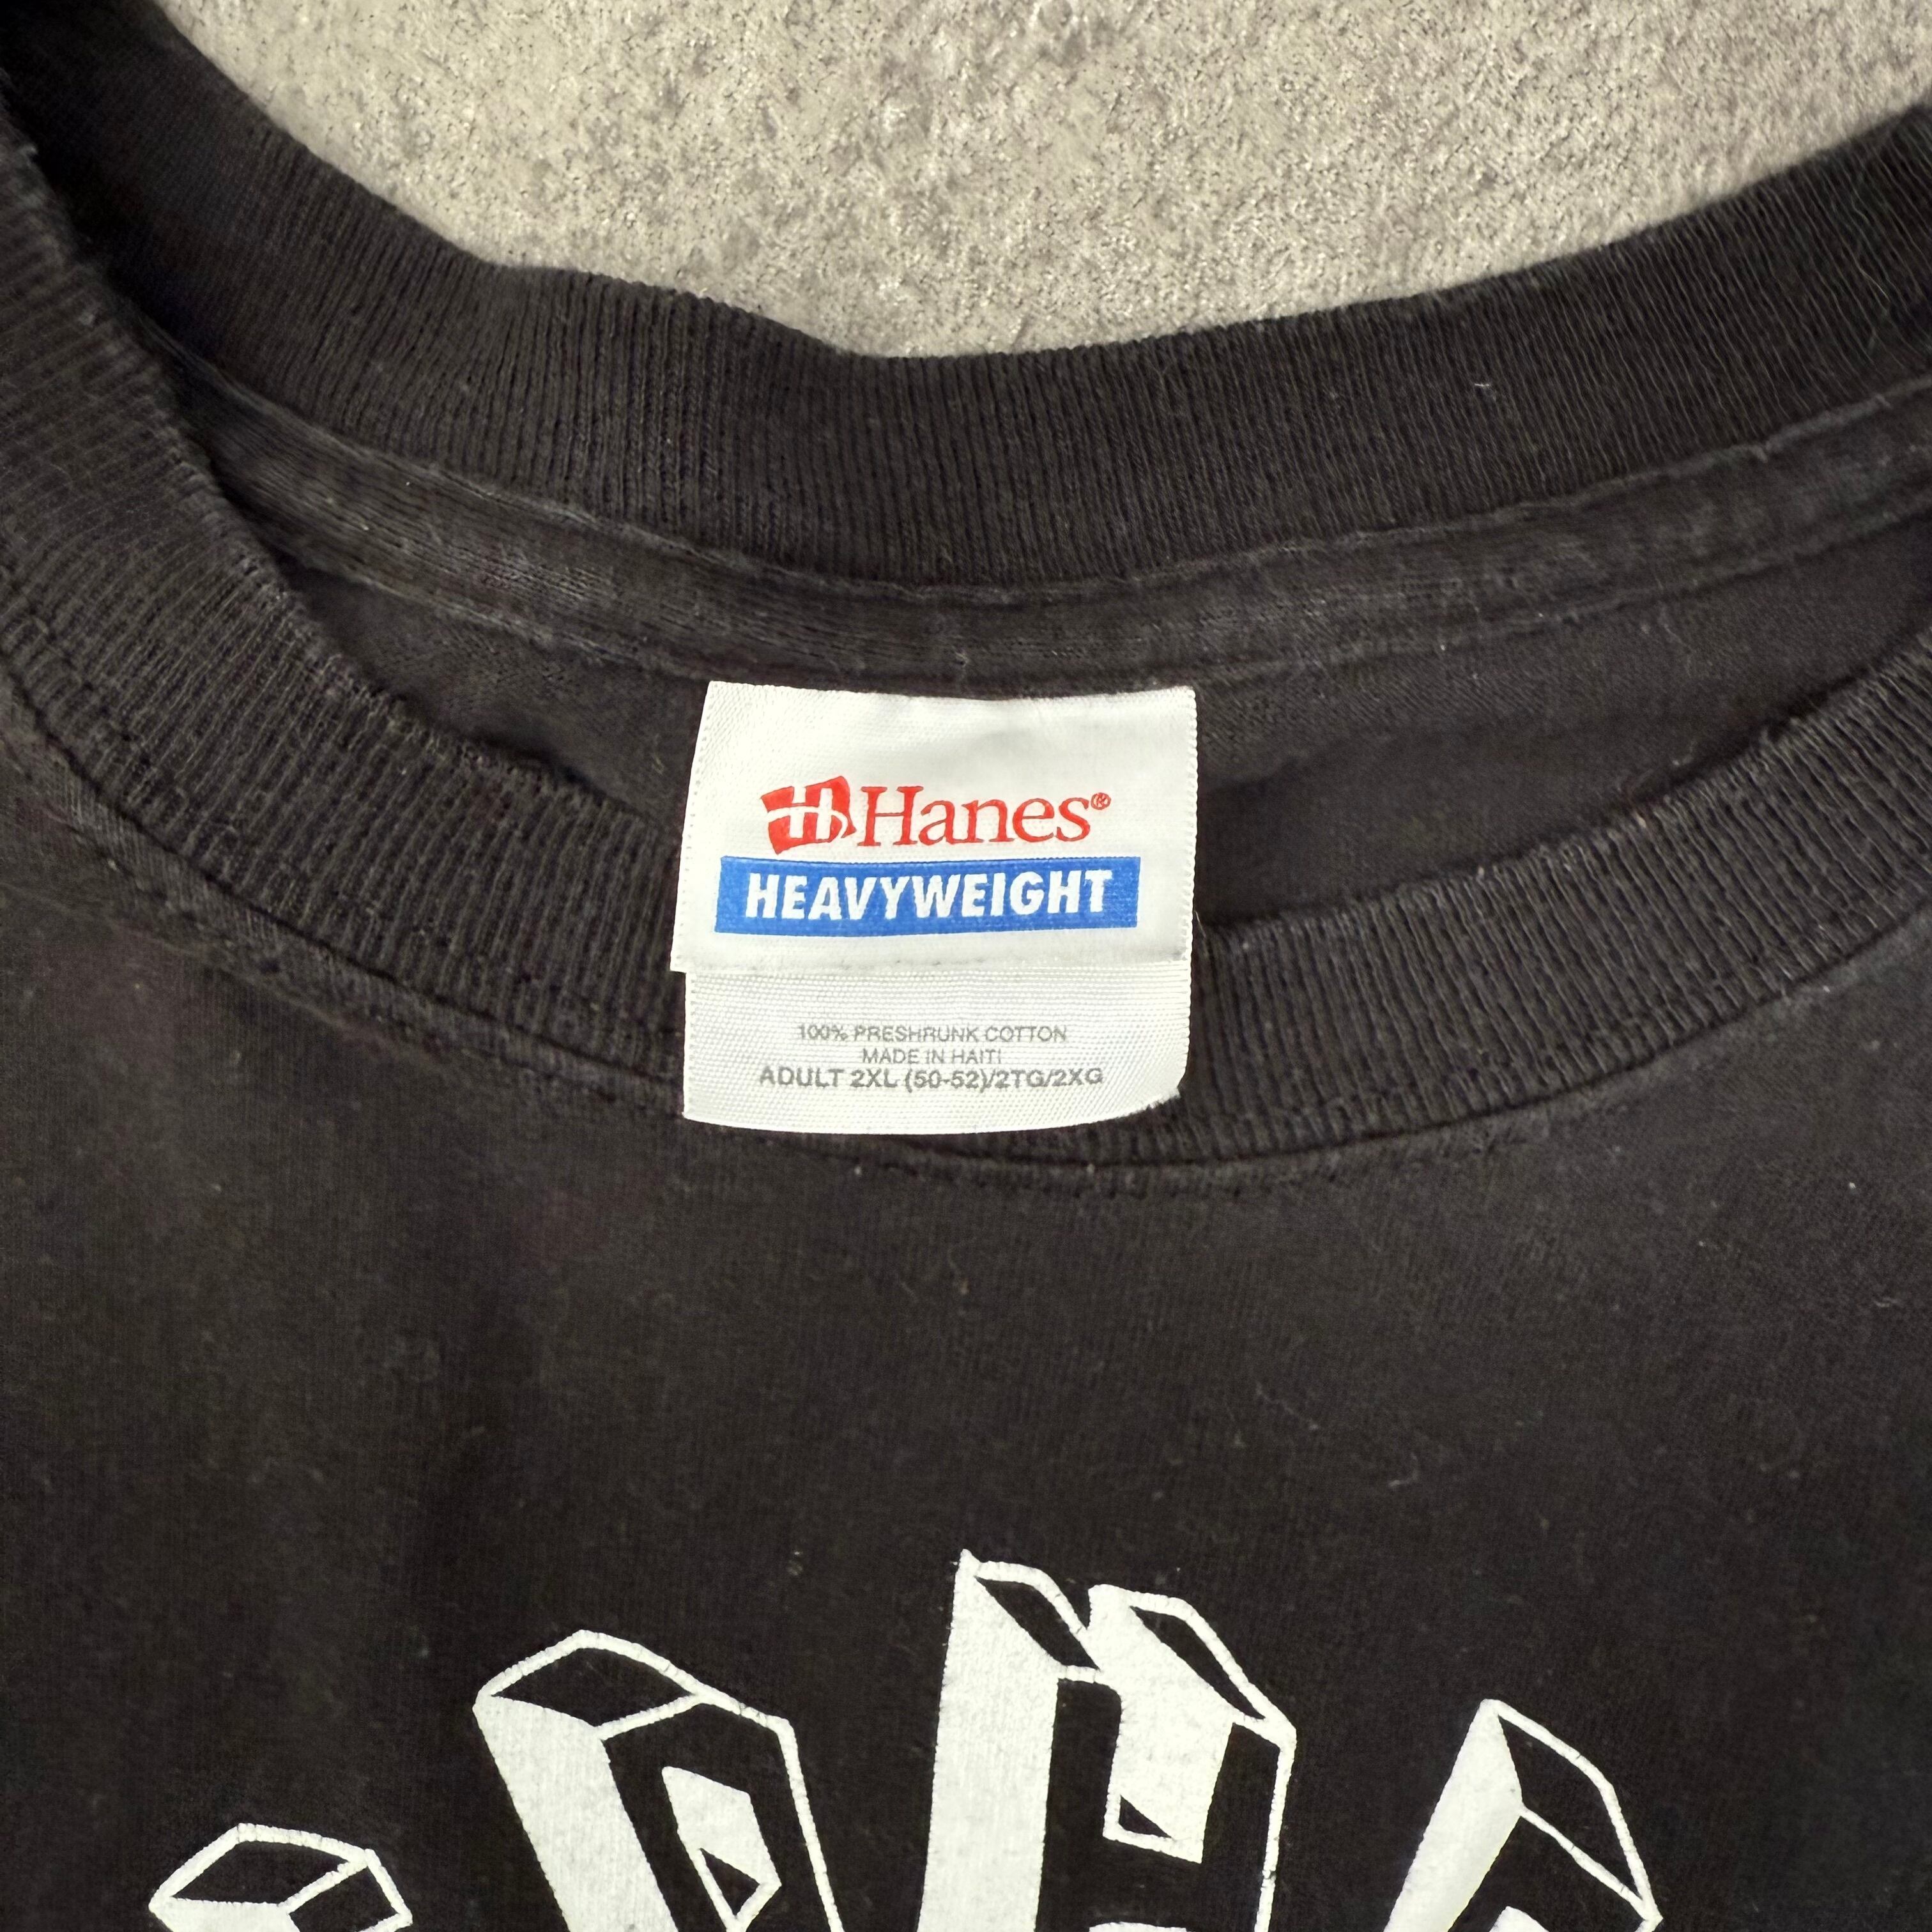 Hanes®
HEAVYWEIGHT
100% PRESHRUNK COTTON
MADE IN HAITI
ADULT 2XL (50-52)/2TG/2XG